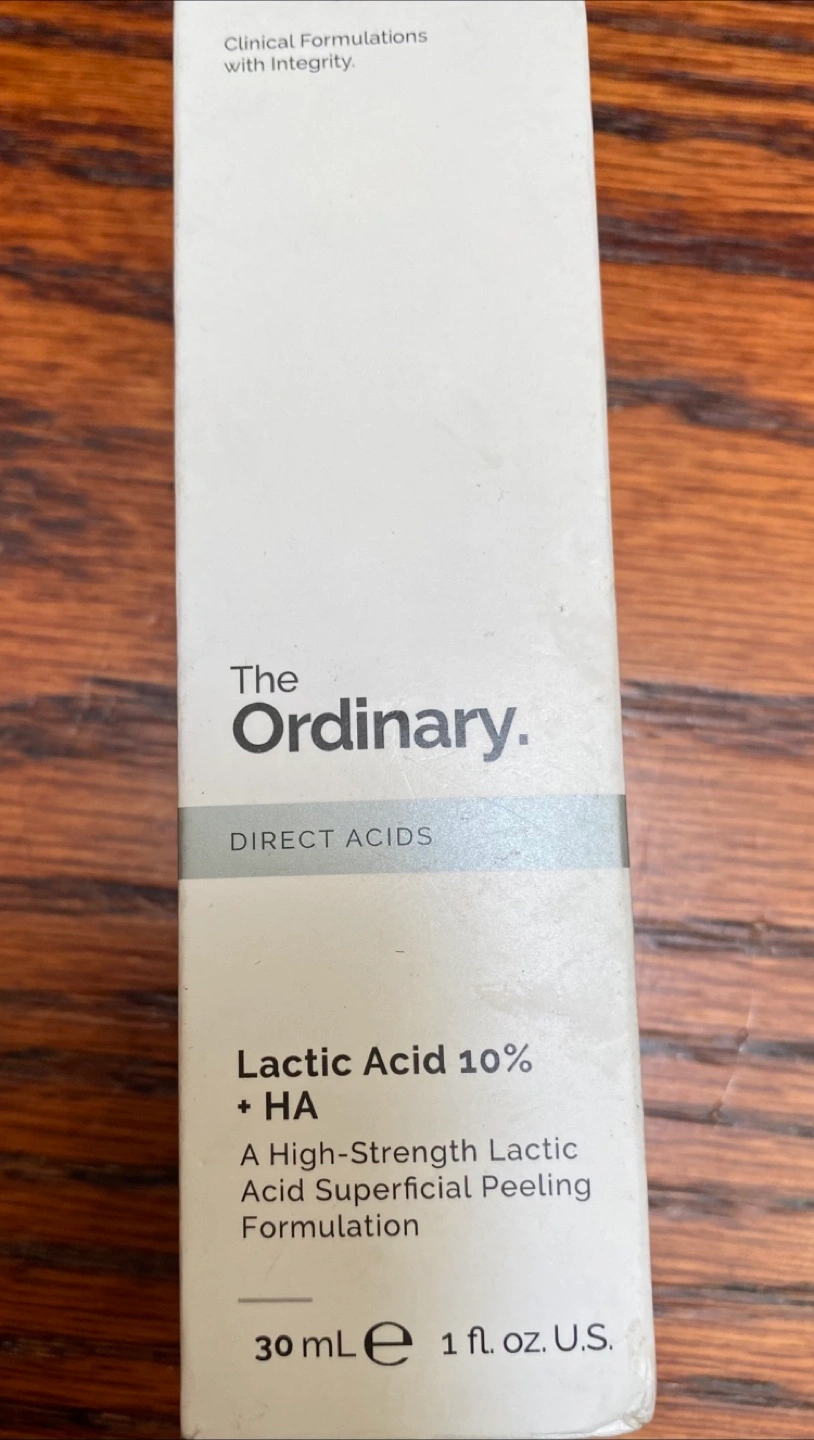 Clinical Formulations
with Integrity.
The
Ordinary.
DIRECT ACIDS
Lactic Acid 10%
+ HA
A High-Strength Lactic
Acid Superficial Peeling
Formulation
30 mL ℮ 1 fl. oz. U.S.